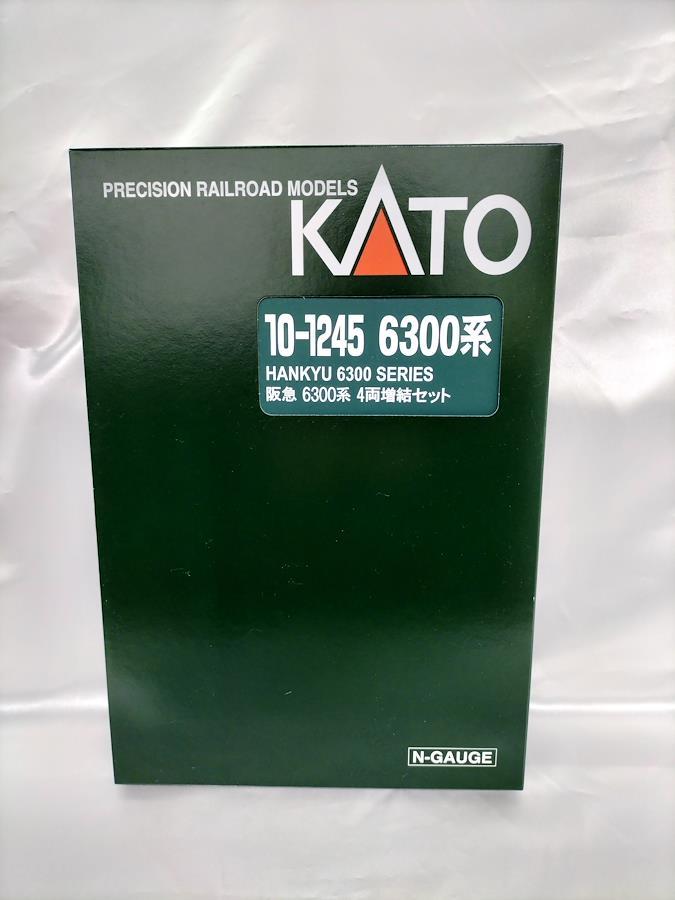 PRECISION RAILROAD MODELS
KATO
10-1245 6300系
HANKYU 6300 SERIES
阪急 6300系 4両増結セット
N-GAUGE